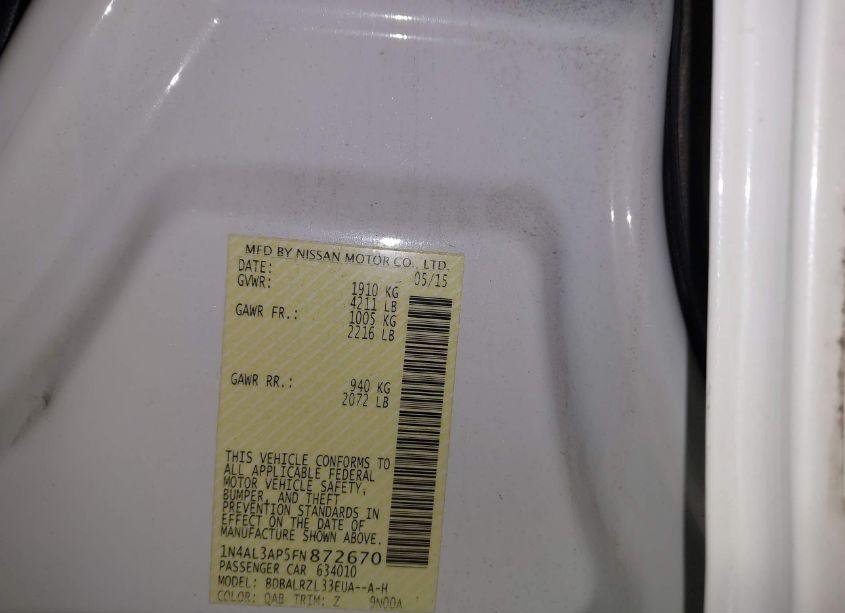 MFD BY NISSAN MOTOR CO., LTD.
DATE: 05/15
GVWR: 1910 KG
4211 LB
GAWR FR.: 1005 KG
2216 LB
GAWR RR.: 940 KG
2072 LB
THIS VEHICLE CONFORMS TO
ALL APPLICABLE FEDERAL
MOTOR VEHICLE SAFETY,
BUMPER, AND THEFT
PREVENTION STANDARDS IN
EFFECT ON THE DATE OF
MANUFACTURE SHOWN ABOVE.
1N4AL3AP5FN872670
PASSENGER CAR 634010
MODEL: BDBALRZL33EUA--A-H
COLOR: QAB TRIM: Z 9N00A